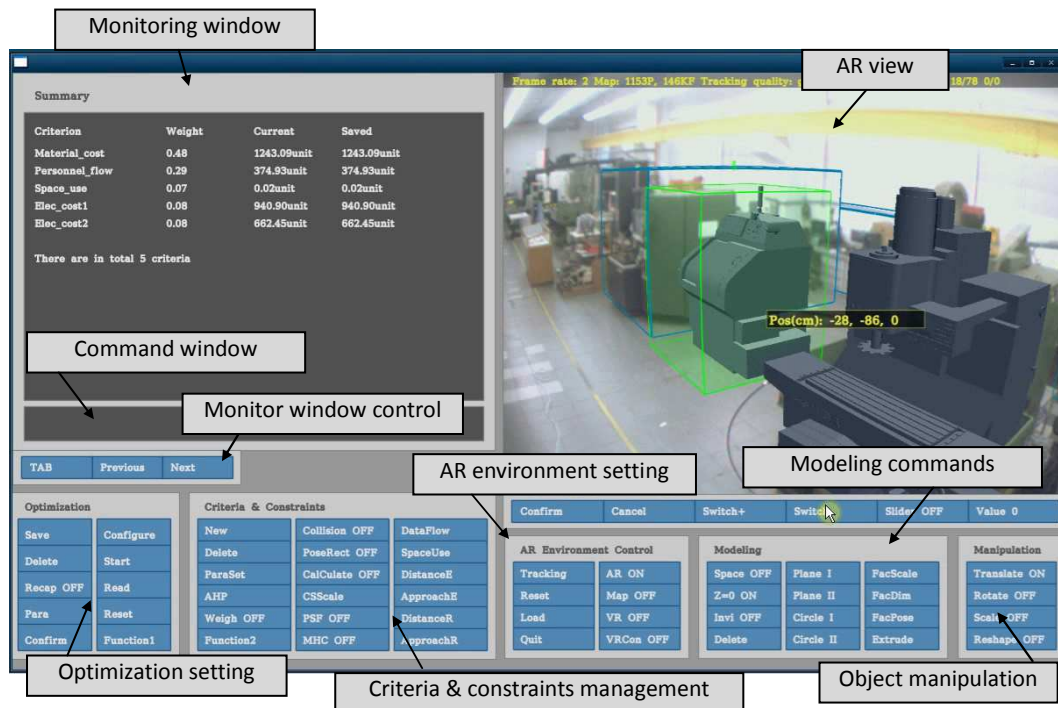 Monitoring window
AR view
Frame rate: 2 Map: 1153P, 146KF Tracking quality: 18/78 0/0
Summary
Criterion Weight Current Saved
Material_cost 0.48 1243.09unit 1243.09unit
Personnel_flow 0.29 374.93unit 374.93unit
Space_use 0.07 0.02unit 0.02unit
Elec_cost1 0.08 940.90unit 940.90unit
Elec_cost2 0.08 662.45unit 662.45unit
There are in total 5 criteria
Pos(cm): -28, -86, 0
Command window
Monitor window control
TAB Previous Next
AR environment setting
Modeling commands
Confirm Cancel Switch+ Slider OFF Value 0
Optimization
Save Configure
Delete Start
Recap OFF Read
Para Reset
Confirm Function1
Criteria & Constraints
New Collision OFF DataFlow
Delete PoseRect OFF SpaceUse
ParaSet CalCulate OFF DistanceE
AHP CSScale ApproachE
Weigh OFF PSF OFF DistanceR
Function2 MHC OFF ApproachR
AR Environment Control
Tracking AR ON
Reset Map OFF
Load VR OFF
Quit VRCon OFF
Modeling
Space OFF Plane I FacScale
Z=0 ON Plane II FacDim
Invi OFF Circle I FacPose
Delete Circle II Extrude
Manipulation
Translate ON
Rotate OFF
Scale OFF
Reshape OFF
Optimization setting
Criteria & constraints management
Object manipulation